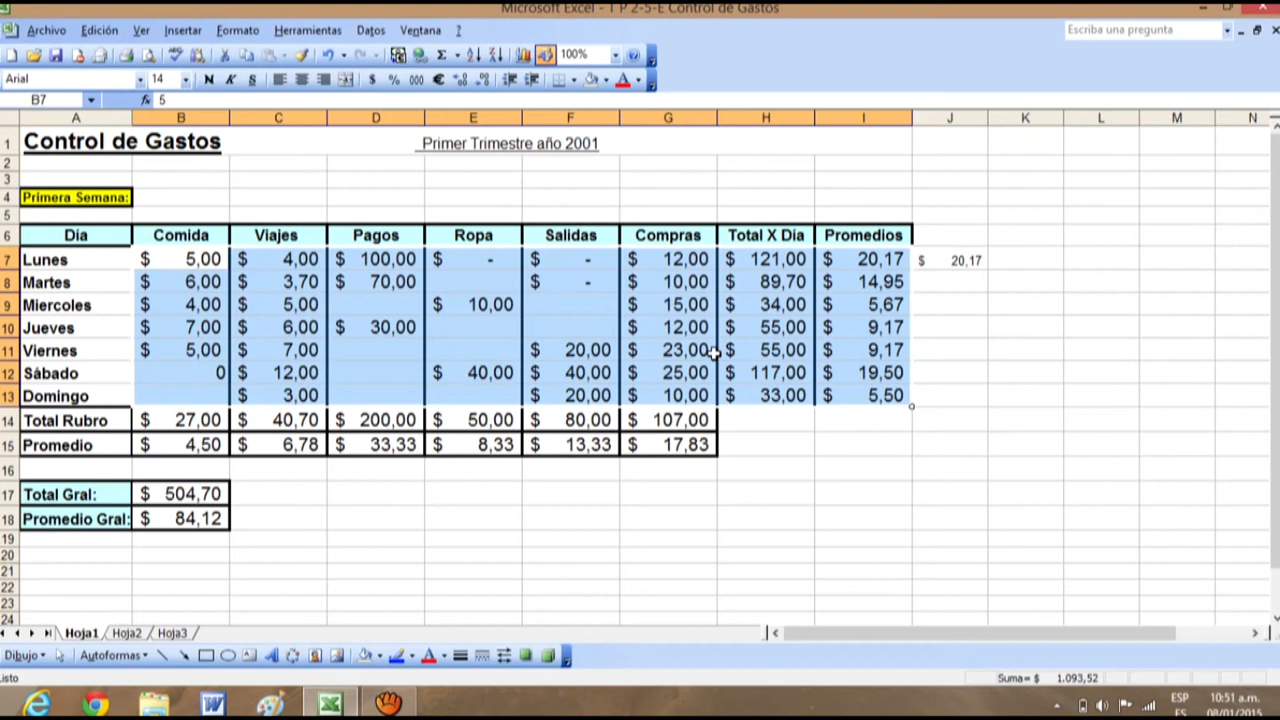 Microsoft Excel - T P 2-5-E Control de Gastos
Archivo Edición Ver Insertar Formato Herramientas Datos Ventana ? Escriba una pregunta
100%
Arial 14 N K S $ % 000 €
B7 fx 5
A B C D E F G H I J K L M N
1 Control de Gastos Primer Trimestre año 2001
2
3
4 Primera Semana:
5
6 Dia Comida Viajes Pagos Ropa Salidas Compras Total X Dia Promedios
7 Lunes $ 5,00 $ 4,00 $ 100,00 $ - $ - $ 12,00 $ 121,00 $ 20,17 $ 20,17
8 Martes $ 6,00 $ 3,70 $ 70,00 $ - $ 10,00 $ 89,70 $ 14,95
9 Miercoles $ 4,00 $ 5,00 $ 10,00 $ 15,00 $ 34,00 $ 5,67
10 Jueves $ 7,00 $ 6,00 $ 30,00 $ 12,00 $ 55,00 $ 9,17
11 Viernes $ 5,00 $ 7,00 $ 20,00 $ 23,00 $ 55,00 $ 9,17
12 Sábado 0 $ 12,00 $ 40,00 $ 40,00 $ 25,00 $ 117,00 $ 19,50
13 Domingo $ 3,00 $ 20,00 $ 10,00 $ 33,00 $ 5,50
14 Total Rubro $ 27,00 $ 40,70 $ 200,00 $ 50,00 $ 80,00 $ 107,00
15 Promedio $ 4,50 $ 6,78 $ 33,33 $ 8,33 $ 13,33 $ 17,83
16
17 Total Gral: $ 504,70
18 Promedio Gral: $ 84,12
19
20
21
22
23
24
Hoja1 Hoja2 Hoja3
Dibujo Autoformas
Listo Suma= $ 1.093,52
ESP 10:51 a.m.
ES 08/01/2015